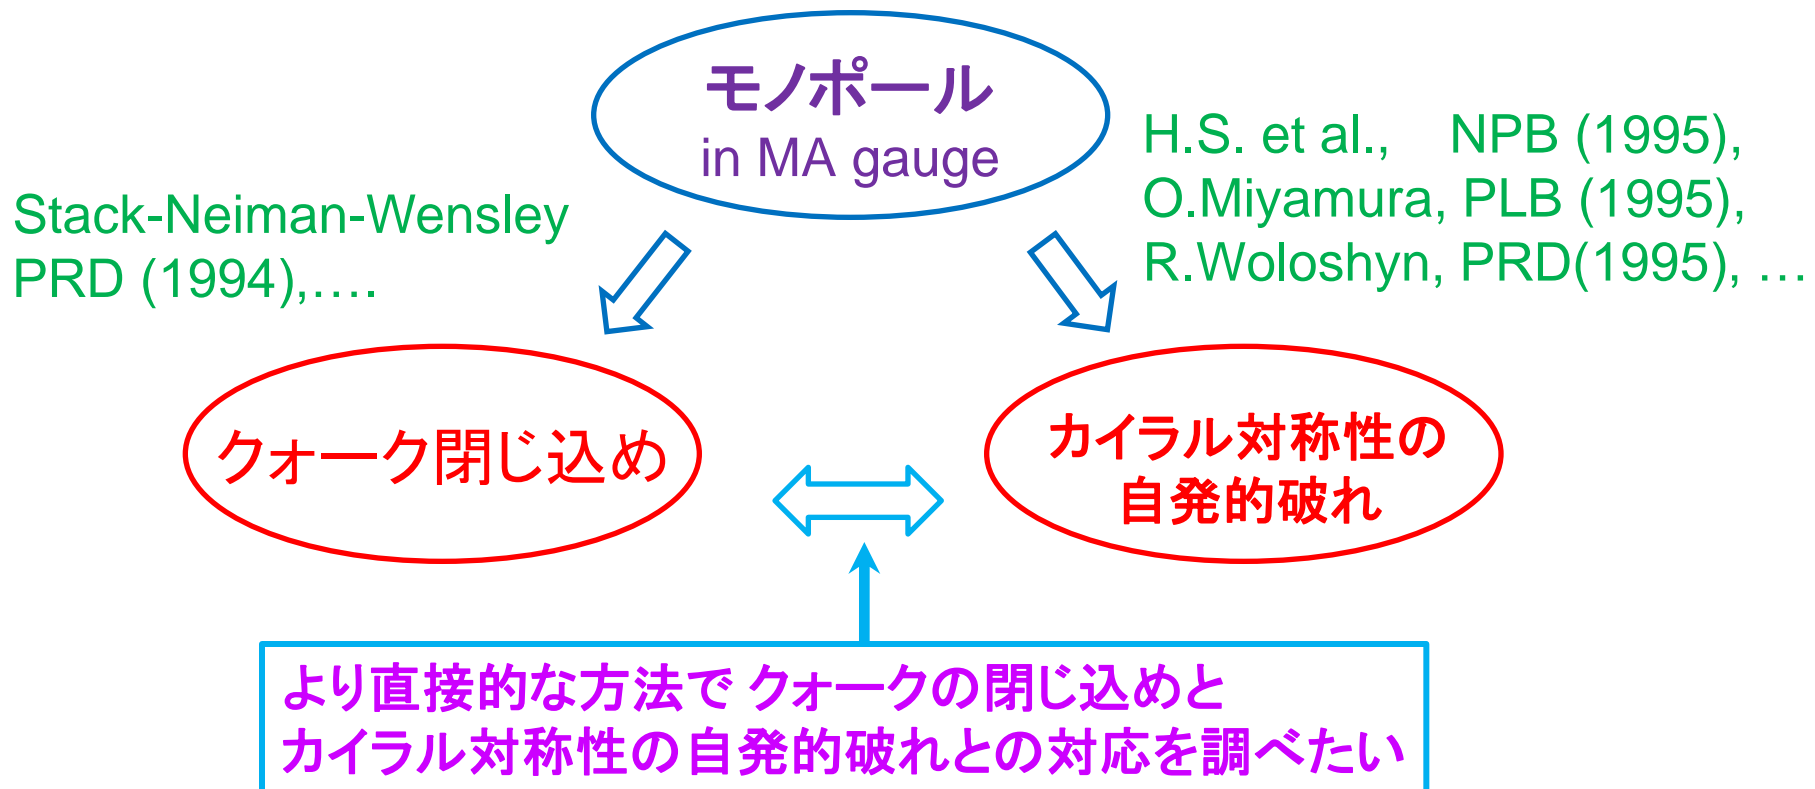 モノポール
in MA gauge
H.S. et al., NPB (1995),
O.Miyamura, PLB (1995),
R.Woloshyn, PRD(1995), …
Stack-Neiman-Wensley
PRD (1994),….
クォーク閉じ込め
カイラル対称性の
自発的破れ
より直接的な方法で クォークの閉じ込めと
カイラル対称性の自発的破れとの対応を調べたい